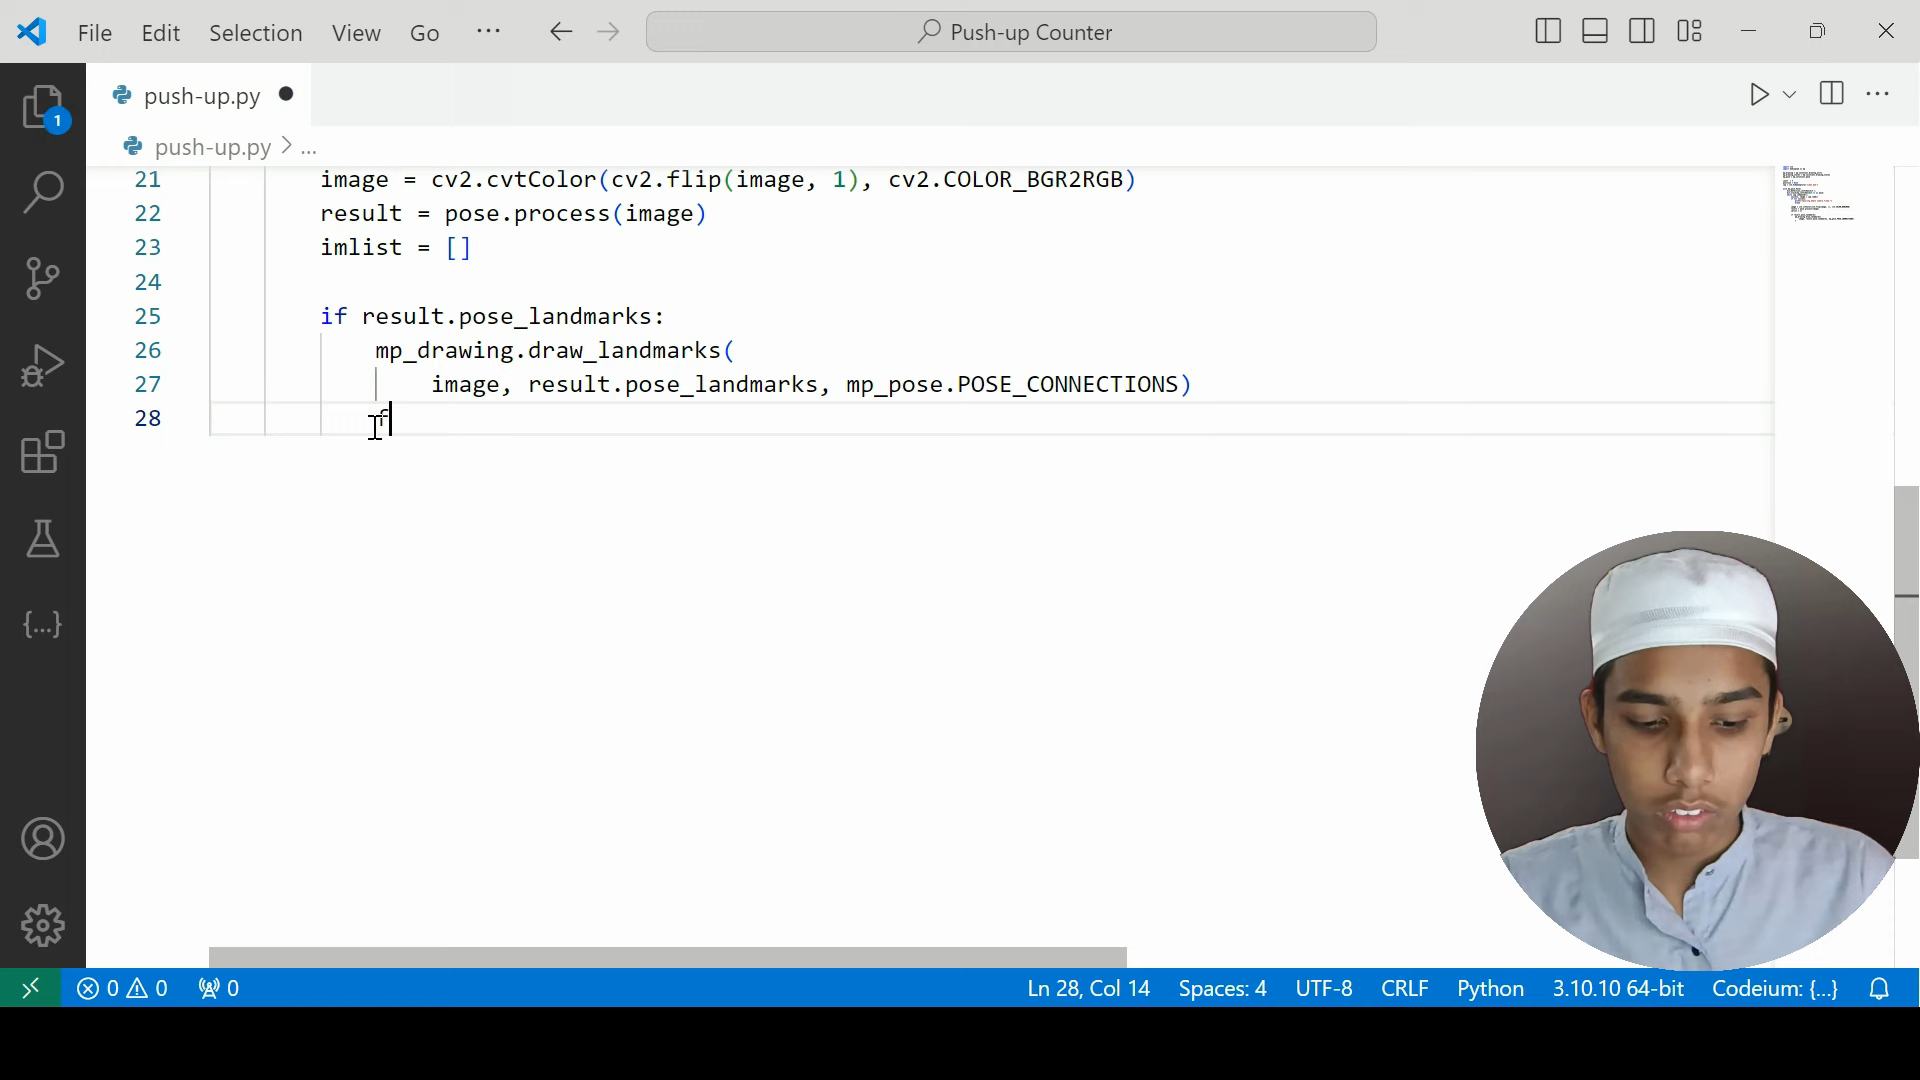 File Edit Selection View Go ··· Push-up Counter
push-up.py
1
push-up.py > ...
21 image = cv2.cvtColor(cv2.flip(image, 1), cv2.COLOR_BGR2RGB)
22 result = pose.process(image)
23 imlist = []
24
25 if result.pose_landmarks:
26 mp_drawing.draw_landmarks(
27 image, result.pose_landmarks, mp_pose.POSE_CONNECTIONS)
28 f
{...}
0 0 0 Ln 28, Col 14 Spaces: 4 UTF-8 CRLF Python 3.10.10 64-bit Codeium: {...}